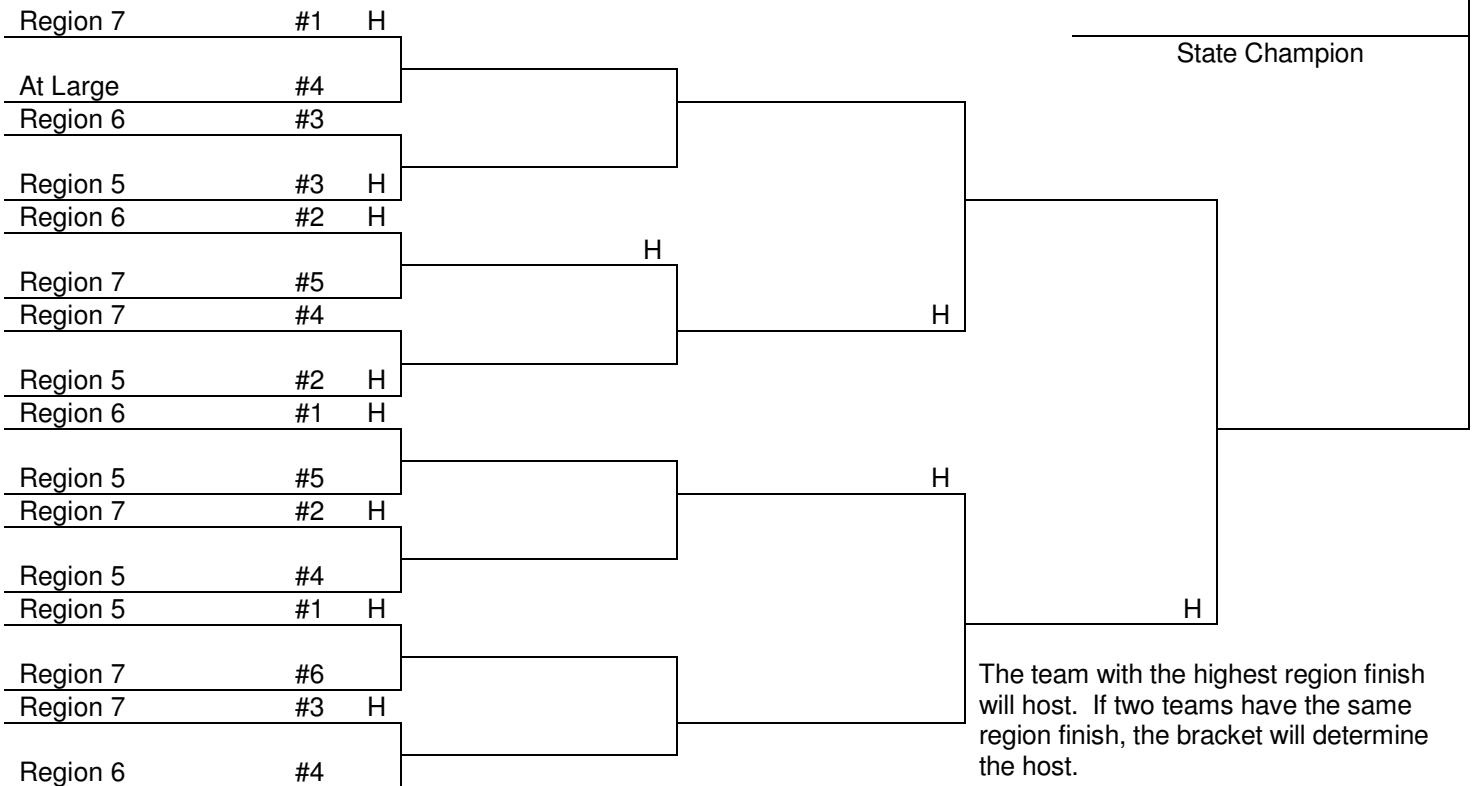 Region 7 #1 H
State Champion
At Large #4
Region 6 #3
Region 5 #3 H
Region 6 #2 H
H
Region 7 #5
Region 7 #4
H
Region 5 #2 H
Region 6 #1 H
Region 5 #5
H
Region 7 #2 H
Region 5 #4
Region 5 #1 H
H
Region 7 #6
Region 7 #3 H
Region 6 #4
The team with the highest region finish
will host. If two teams have the same
region finish, the bracket will determine
the host.